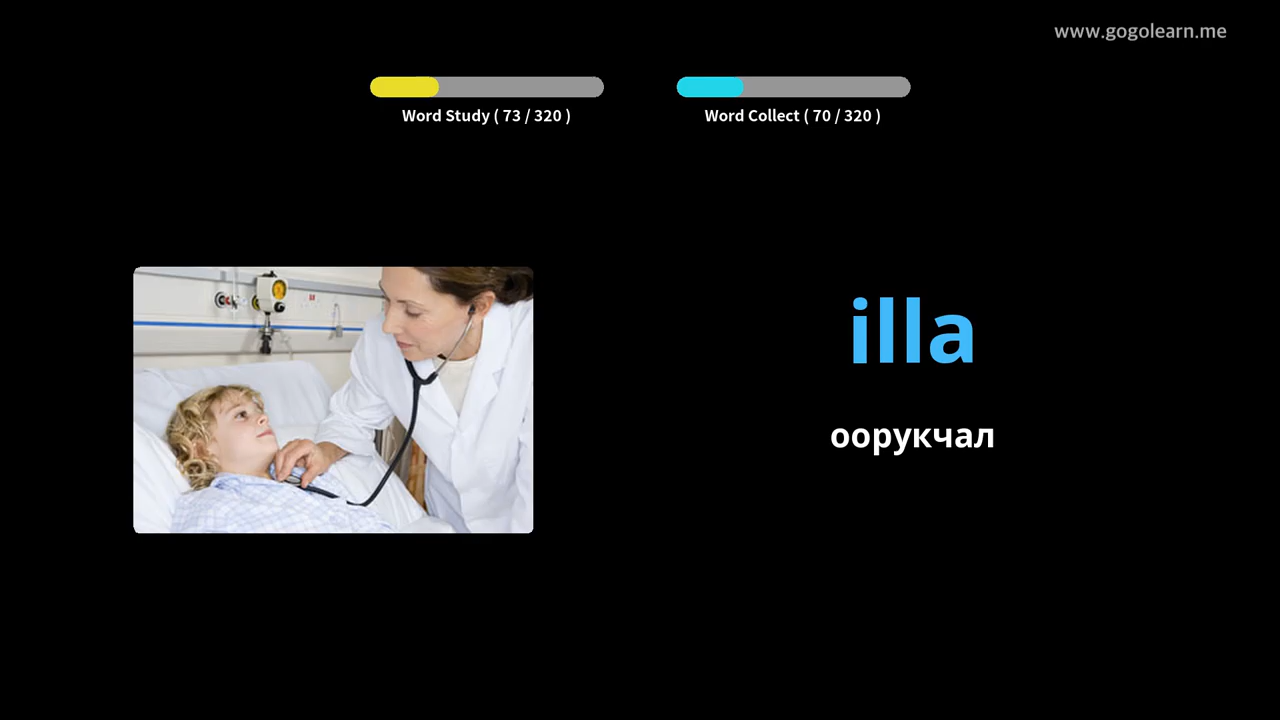 www.gogolearn.me
Word Study ( 73 / 320 )
Word Collect ( 70 / 320 )
illa
оорукчал